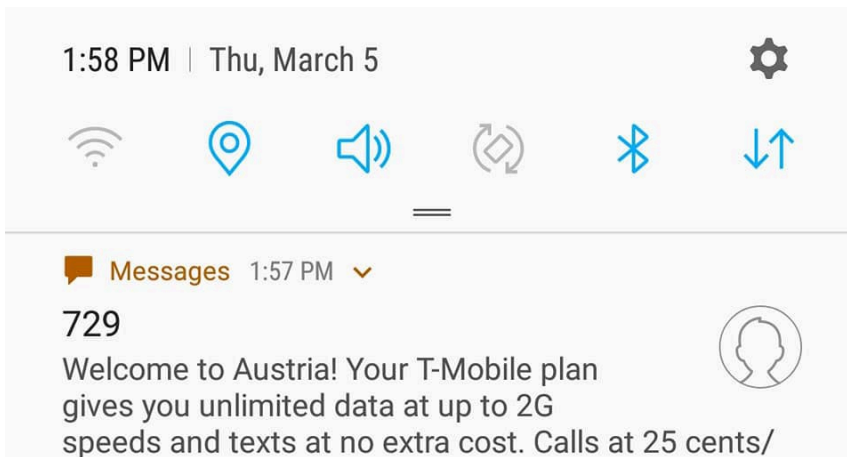 1:58 PM | Thu, March 5
Messages 1:57 PM
729
Welcome to Austria! Your T-Mobile plan
gives you unlimited data at up to 2G
speeds and texts at no extra cost. Calls at 25 cents/